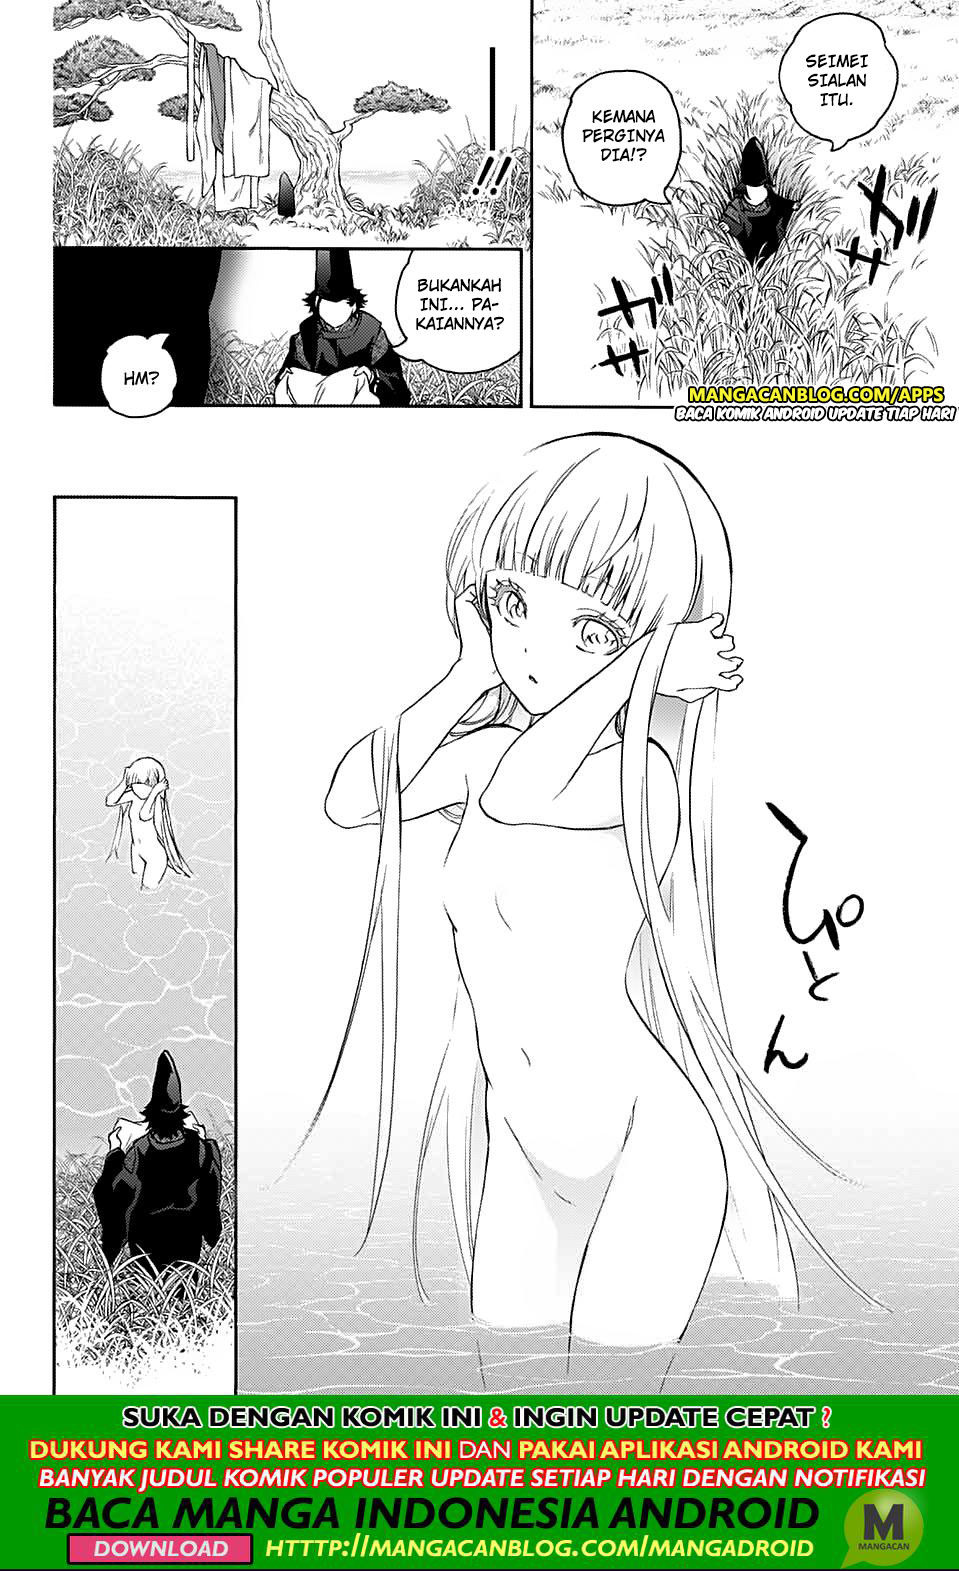 SEIMEI
SIALAN
ITU.
KEMANA
PERGINYA
DIA!?
!!
BUKANKAH
INI... PA-
KAIANNYA?
HM?
MANGACANBLOG.COM/APPS
BACA KOMIK ANDROID UPDATE TIAP HARI
ぴとん
SUKA DENGAN KOMIK INI & INGIN UPDATE CEPAT ?
DUKUNG KAMI SHARE KOMIK INI DAN PAKAI APLIKASI ANDROID KAMI
BANYAK JUDUL KOMIK POPULER UPDATE SETIAP HARI DENGAN NOTIFIKASI
BACA MANGA INDONESIA ANDROID
DOWNLOAD
HTTTP://MANGACANBLOG.COM/MANGADROID
M
MANGACAN